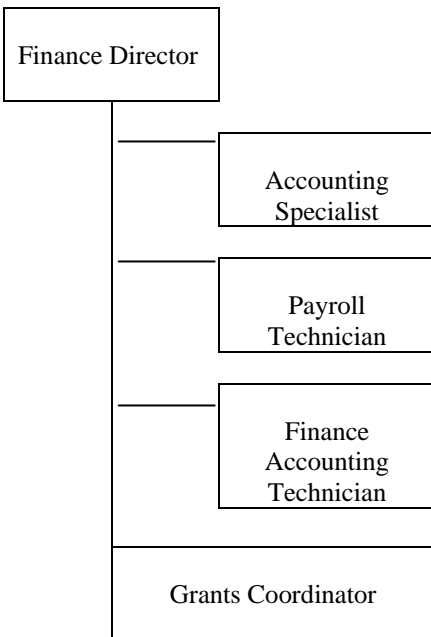 Finance Director
Accounting
Specialist
Payroll
Technician
Finance
Accounting
Technician
Grants Coordinator